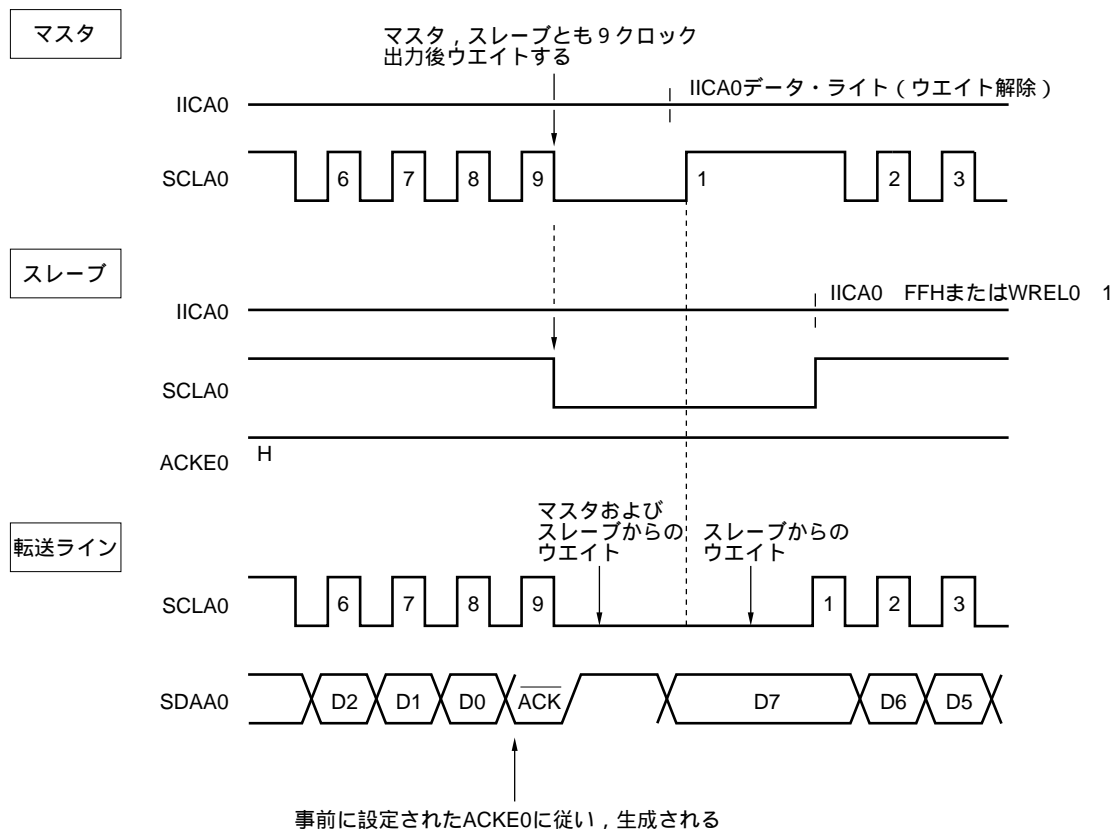 マスタ
マスタ，スレーブとも９クロック
出力後ウエイトする
IICA0データ・ライト（ウエイト解除）
IICA0
SCLA0
6 7 8 9 1 2 3
スレーブ
IICA0 FFHまたはWREL0 1
IICA0
SCLA0
ACKE0
H
転送ライン
マスタおよび
スレーブからの
ウエイト
スレーブからの
ウエイト
SCLA0
6 7 8 9 1 2 3
SDAA0
D2 D1 D0 ACK D7 D6 D5
事前に設定されたACKE0に従い，生成される